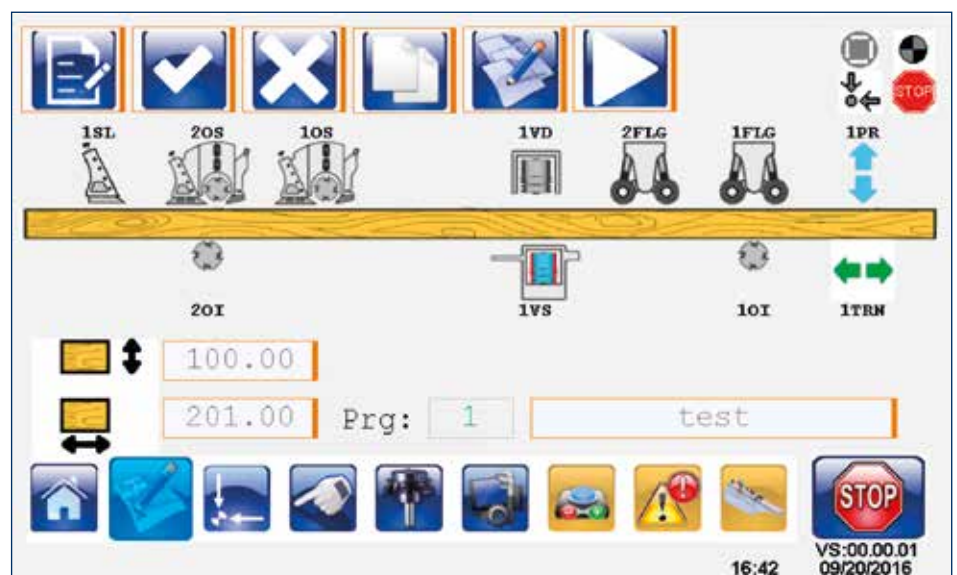 STOP
1SL 2OS 1OS 1VD 2FLG 1FLG 1PR
2OI 1VS 1OI 1TRN
100.00
201.00 Prg: 1 test
STOP
VS:00.00.01
16:42 09/20/2016